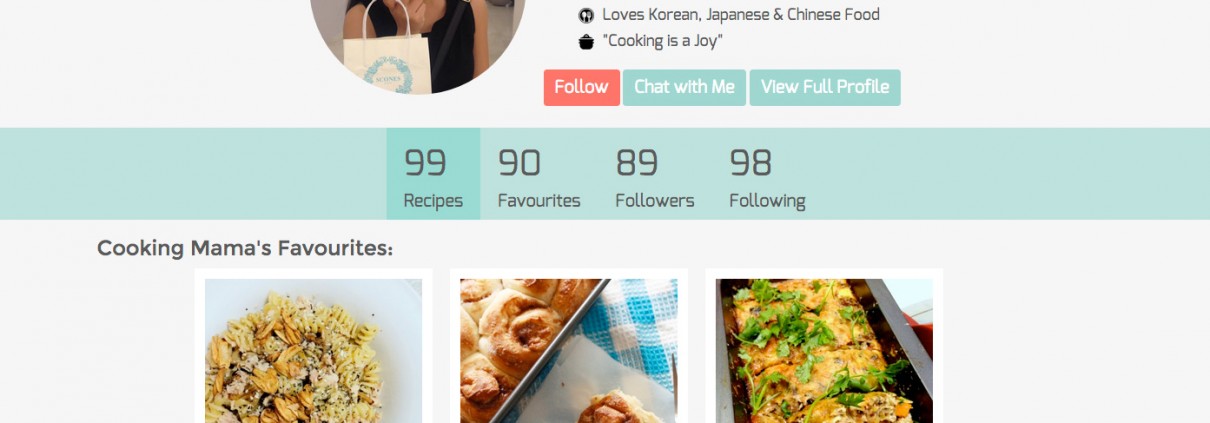 Loves Korean, Japanese & Chinese Food
"Cooking is a Joy"
SCONES
Follow
Chat with Me
View Full Profile
99
90
89
98
Recipes
Favourites
Followers
Following
Cooking Mama's Favourites: